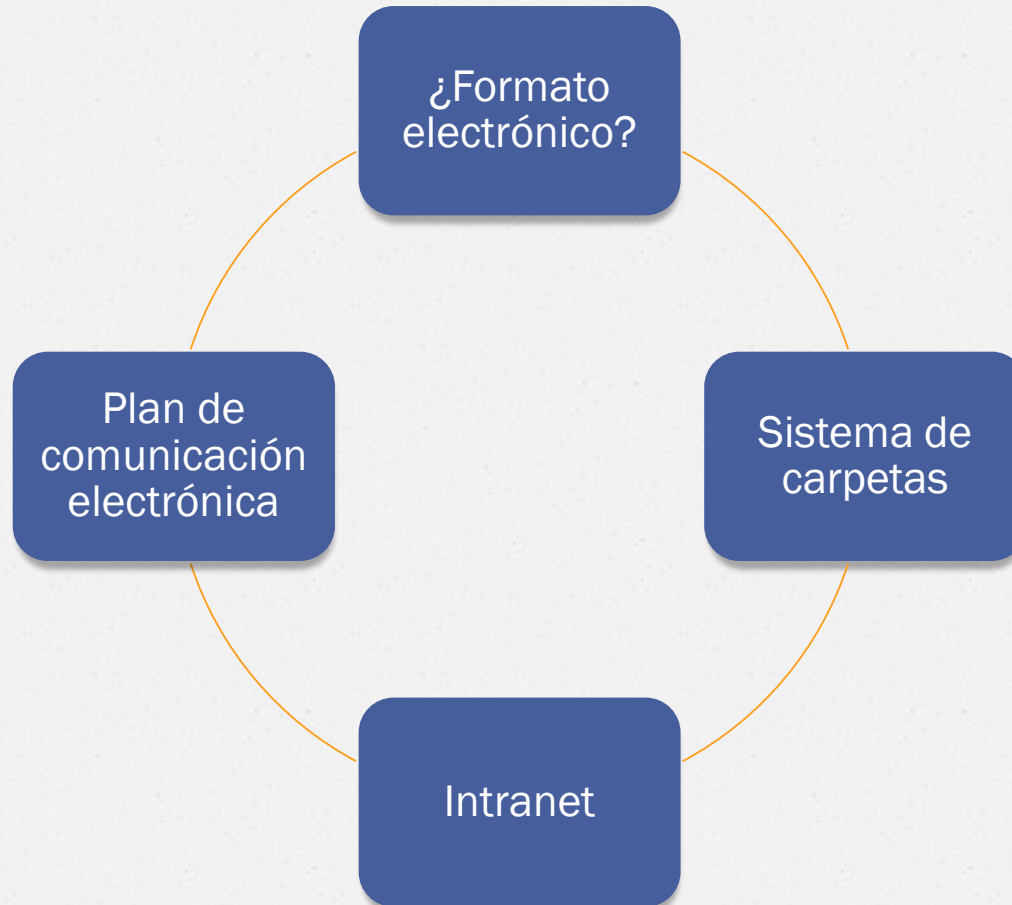 ¿Formato
electrónico?
Sistema de
carpetas
Intranet
Plan de
comunicación
electrónica